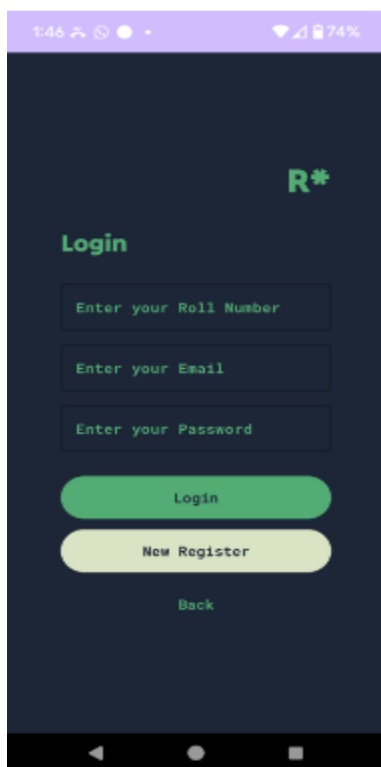 1:46 74%
R*
Login
Enter your Roll Number
Enter your Email
Enter your Password
Login
New Register
Back